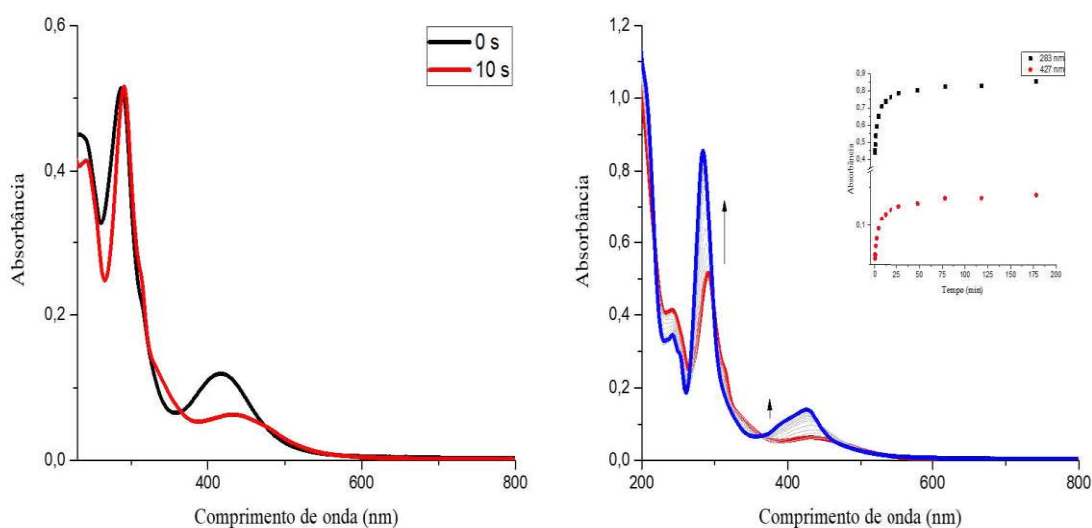 0,6
0,4
0,2
0,0
Absorbância
400
600
800
Comprimento de onda (nm)
0 s
10 s
1,2
1,0
0,8
0,6
0,4
0,2
0,0
Absorbância
200
400
600
800
Comprimento de onda (nm)
283 nm
427 nm
0,9
0,8
0,7
0,6
0,5
0,4
0,1
Absorbância
0 25 50 75 100 125 150 175 200
Tempo (min)